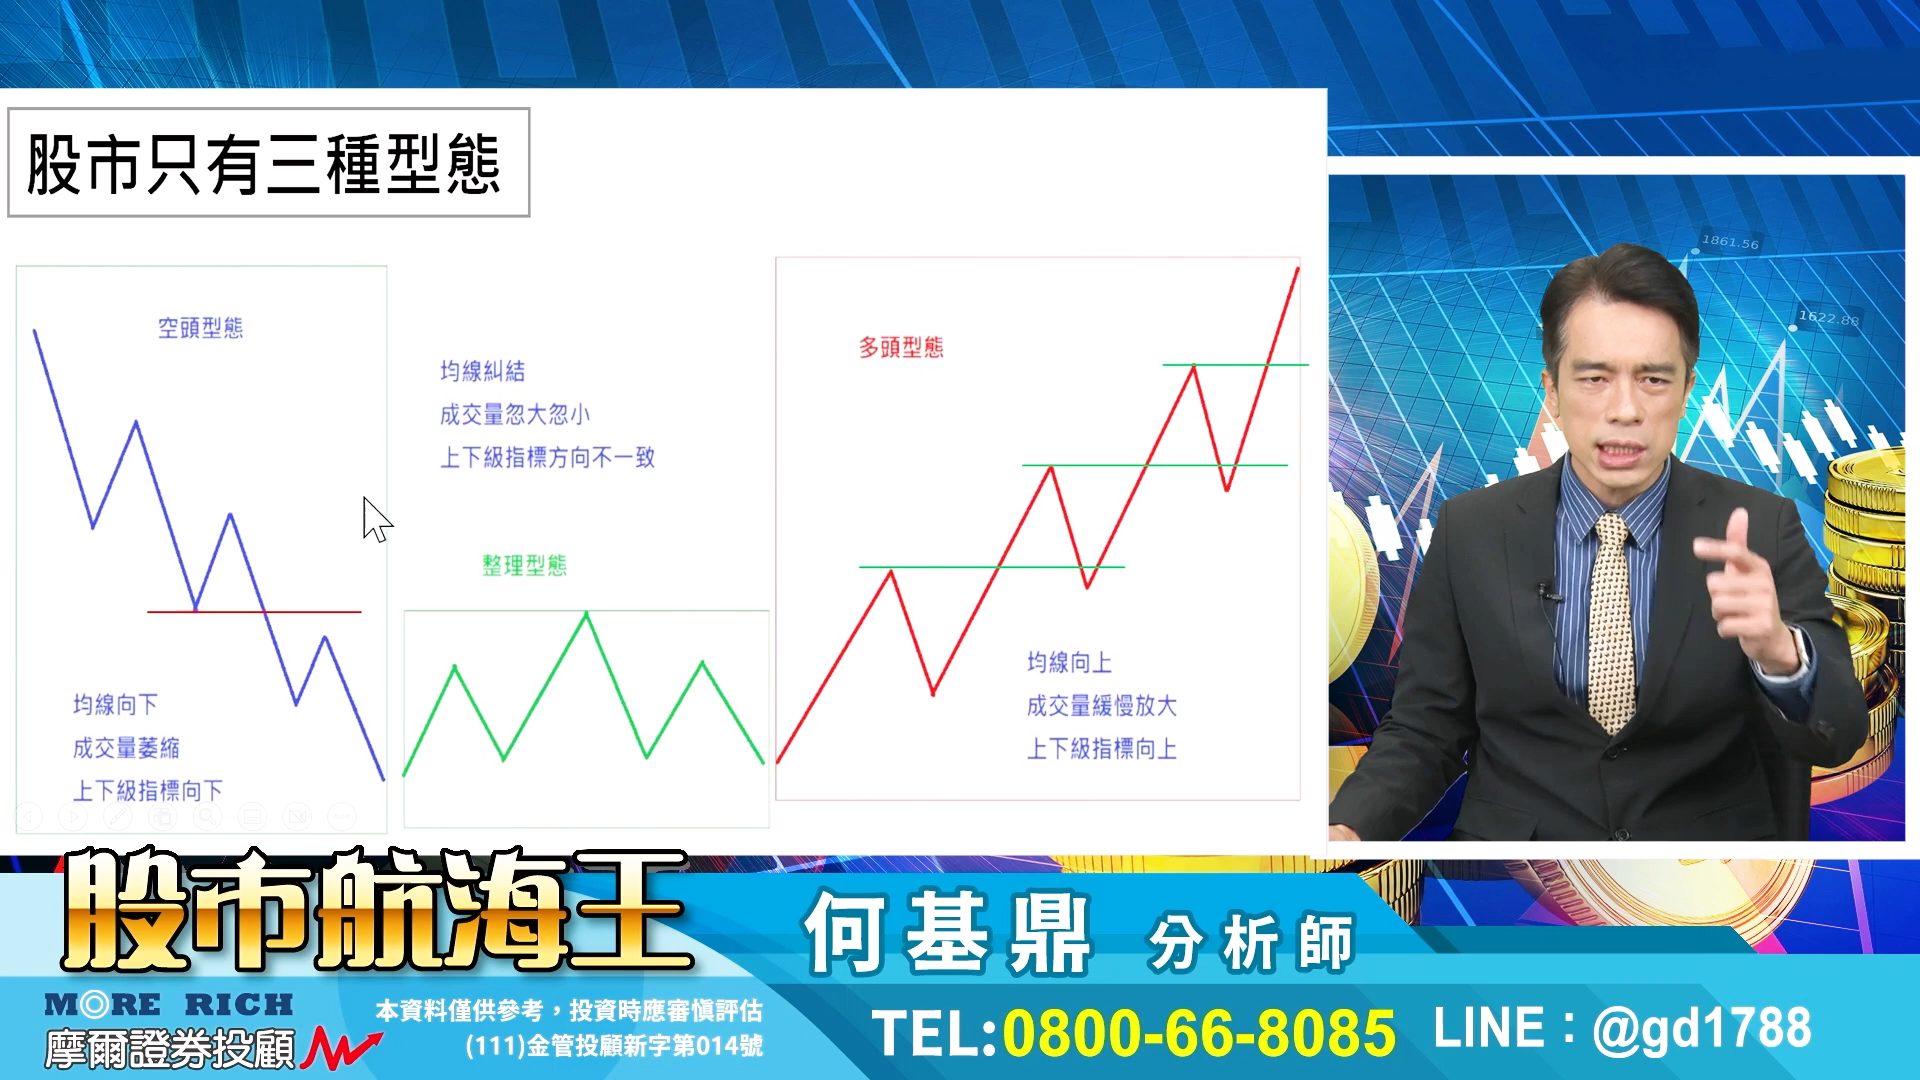 股市只有三種型態
空頭型態
均線向下
成交量萎縮
上下級指標向下
均線糾結
成交量忽大忽小
上下級指標方向不一致
整理型態
多頭型態
均線向上
成交量緩慢放大
上下級指標向上
1861.56
1622.88
股市航海王
MORE RICH
摩爾證券投顧
本資料僅供參考，投資時應審慎評估
(111)金管投顧新字第014號
何基鼎 分析師
TEL:0800-66-8085
LINE：@gd1788